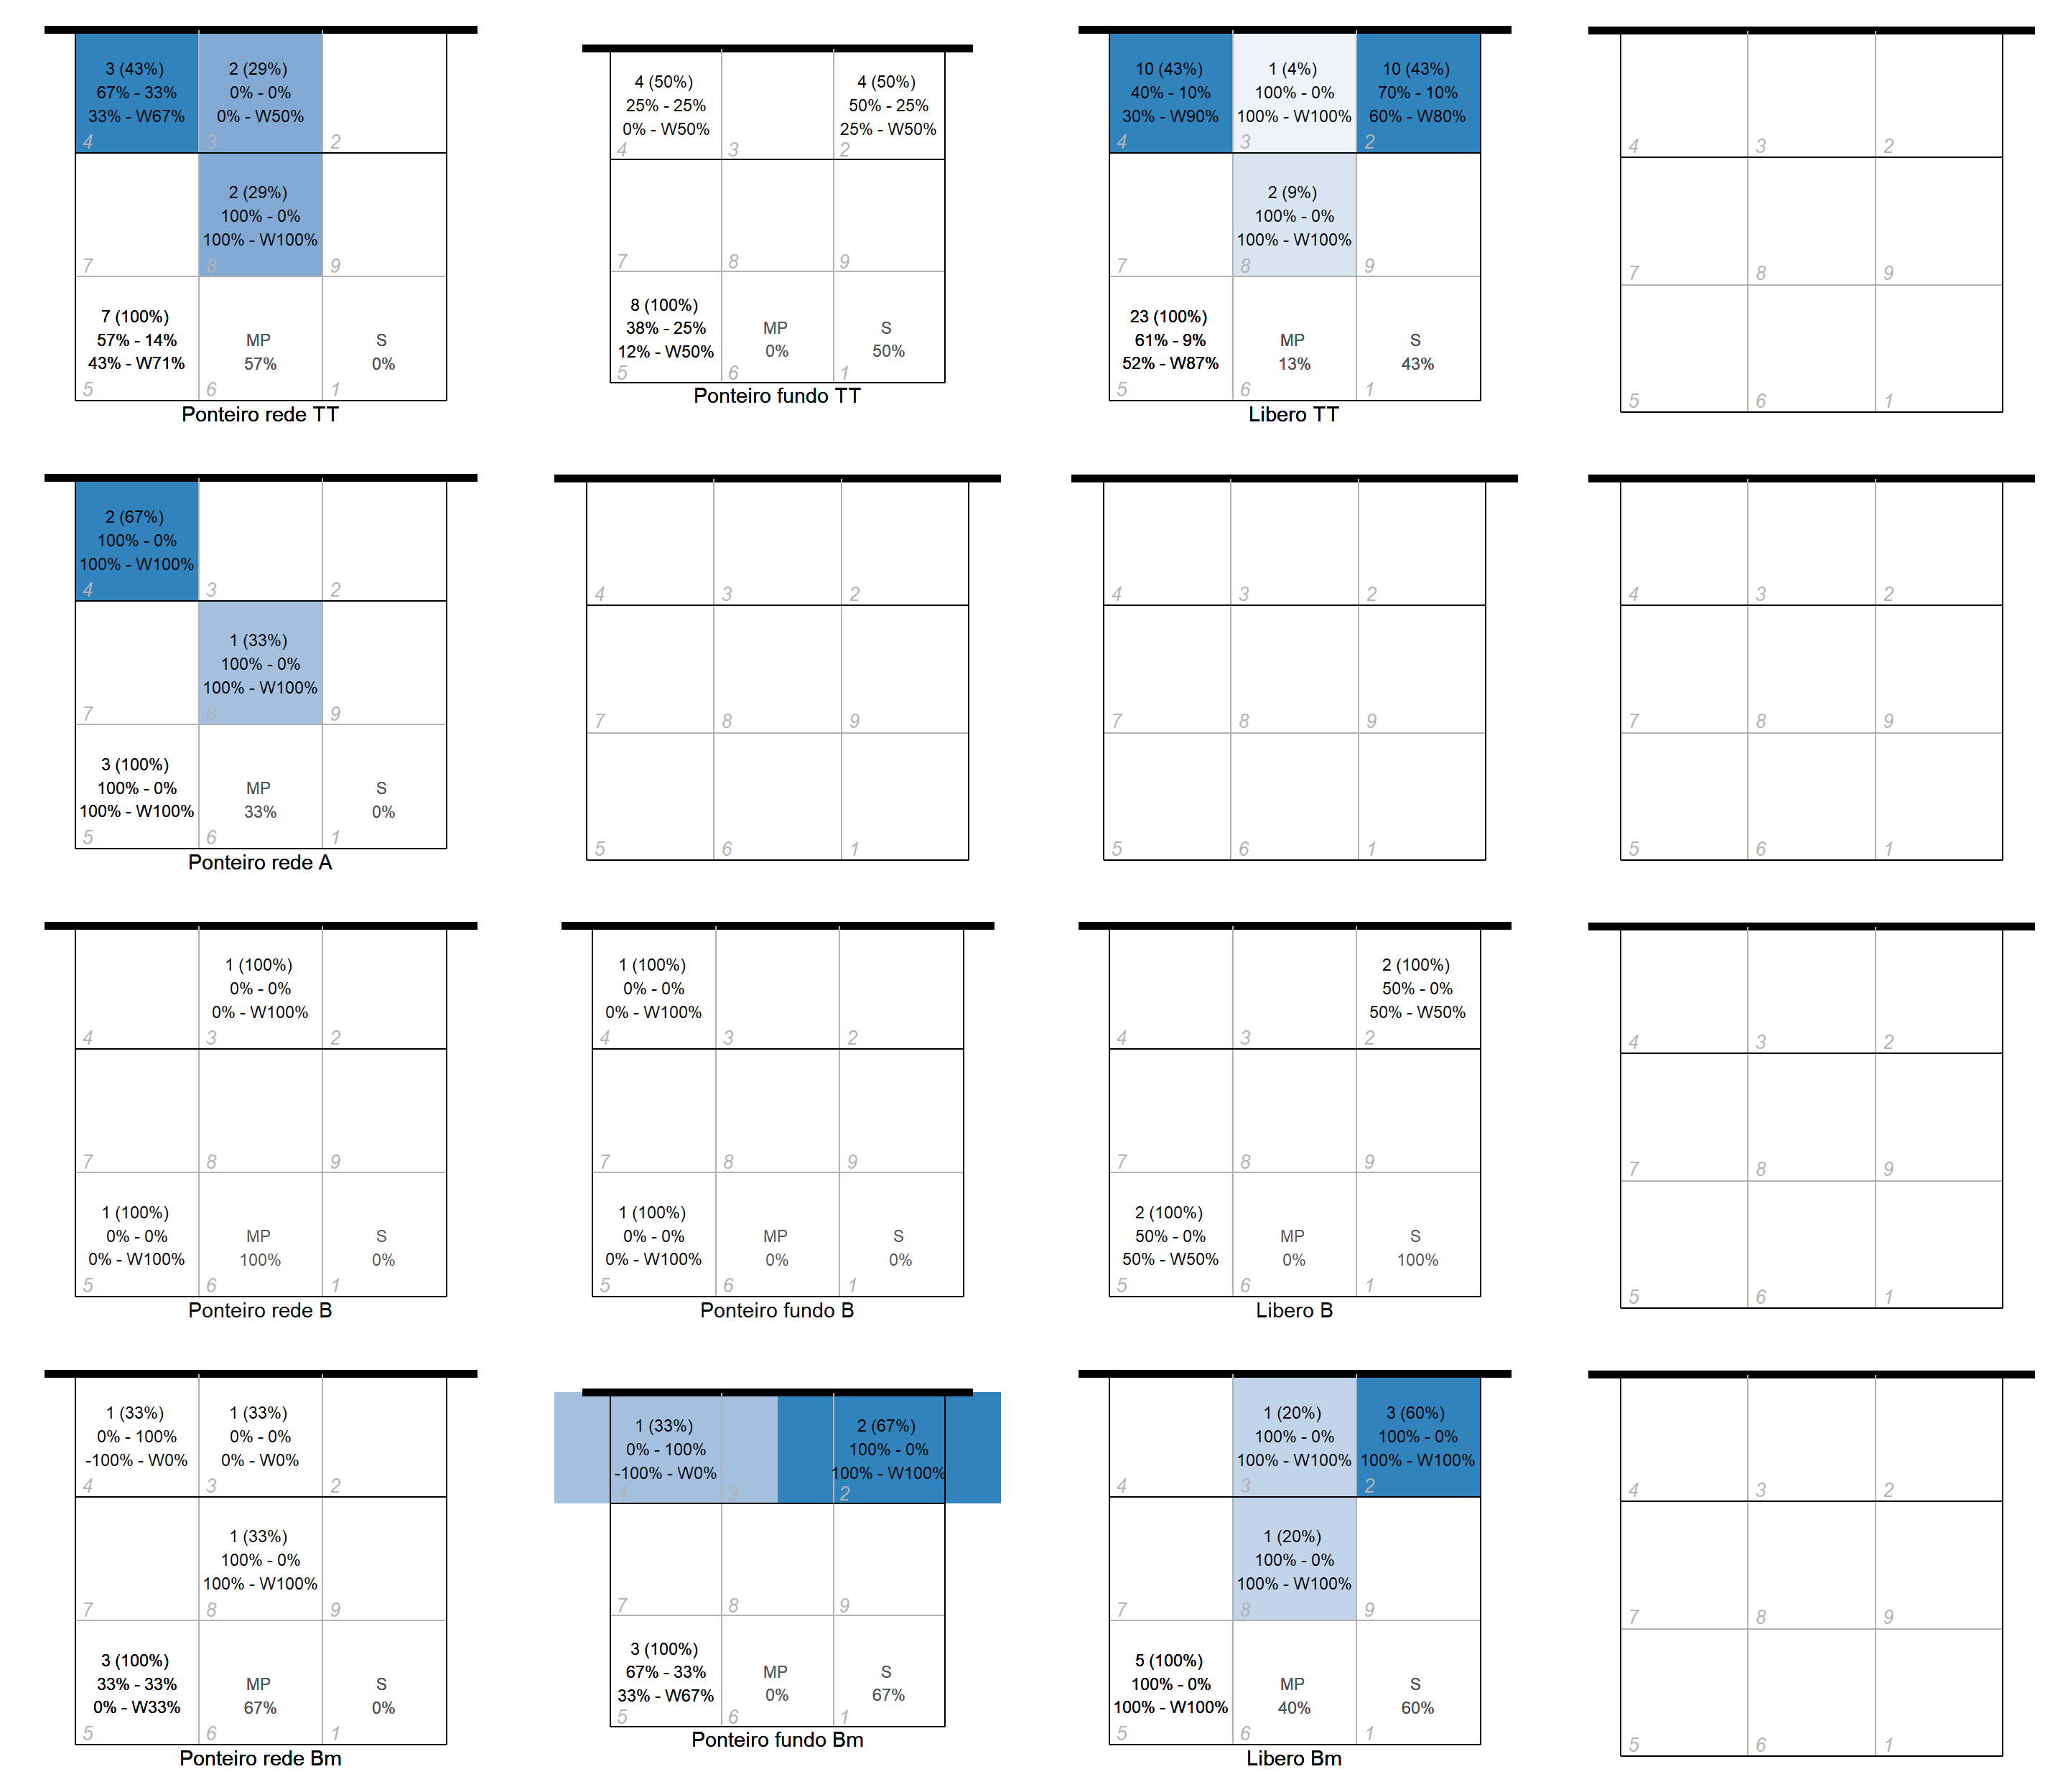 3 (43%)
67% - 33%
33% - W67%
4
2 (29%)
0% - 0%
0% - W50%
3
2
7
2 (29%)
100% - 0%
100% - W100%
8
9
7 (100%)
57% - 14%
43% - W71%
5
MP
57%
6
S
0%
1
Ponteiro rede TT
4 (50%)
25% - 25%
0% - W50%
4
3
4 (50%)
50% - 25%
25% - W50%
2
7
8
9
8 (100%)
38% - 25%
12% - W50%
5
MP
0%
6
S
50%
1
Ponteiro fundo TT
10 (43%)
40% - 10%
30% - W90%
4
1 (4%)
100% - 0%
100% - W100%
3
10 (43%)
70% - 10%
60% - W80%
2
7
2 (9%)
100% - 0%
100% - W100%
8
9
23 (100%)
61% - 9%
52% - W87%
5
MP
13%
6
S
43%
1
Libero TT
4
3
2
7
8
9
5
6
1
2 (67%)
100% - 0%
100% - W100%
4
3
2
7
1 (33%)
100% - 0%
100% - W100%
8
9
3 (100%)
100% - 0%
100% - W100%
5
MP
33%
6
S
0%
1
Ponteiro rede A
4
3
2
7
8
9
5
6
1
4
3
2
7
8
9
5
6
1
4
3
2
7
8
9
5
6
1
4
1 (100%)
0% - 0%
0% - W100%
3
2
7
8
9
1 (100%)
0% - 0%
0% - W100%
5
MP
100%
6
S
0%
1
Ponteiro rede B
1 (100%)
0% - 0%
0% - W100%
4
3
2
7
8
9
1 (100%)
0% - 0%
0% - W100%
5
MP
0%
6
S
0%
1
Ponteiro fundo B
4
3
2 (100%)
50% - 0%
50% - W50%
2
7
8
9
2 (100%)
50% - 0%
50% - W50%
5
MP
0%
6
S
100%
1
Libero B
4
3
2
7
8
9
5
6
1
1 (33%)
0% - 100%
-100% - W0%
4
1 (33%)
0% - 0%
0% - W0%
3
2
7
1 (33%)
100% - 0%
100% - W100%
8
9
3 (100%)
33% - 33%
0% - W33%
5
MP
67%
6
S
0%
1
Ponteiro rede Bm
1 (33%)
0% - 100%
-100% - W0%
4
3
2 (67%)
100% - 0%
100% - W100%
2
7
8
9
3 (100%)
67% - 33%
33% - W67%
5
MP
0%
6
S
67%
1
Ponteiro fundo Bm
4
1 (20%)
100% - 0%
100% - W100%
3
3 (60%)
100% - 0%
100% - W100%
2
7
1 (20%)
100% - 0%
100% - W100%
8
9
5 (100%)
100% - 0%
100% - W100%
5
MP
40%
6
S
60%
1
Libero Bm
4
3
2
7
8
9
5
6
1